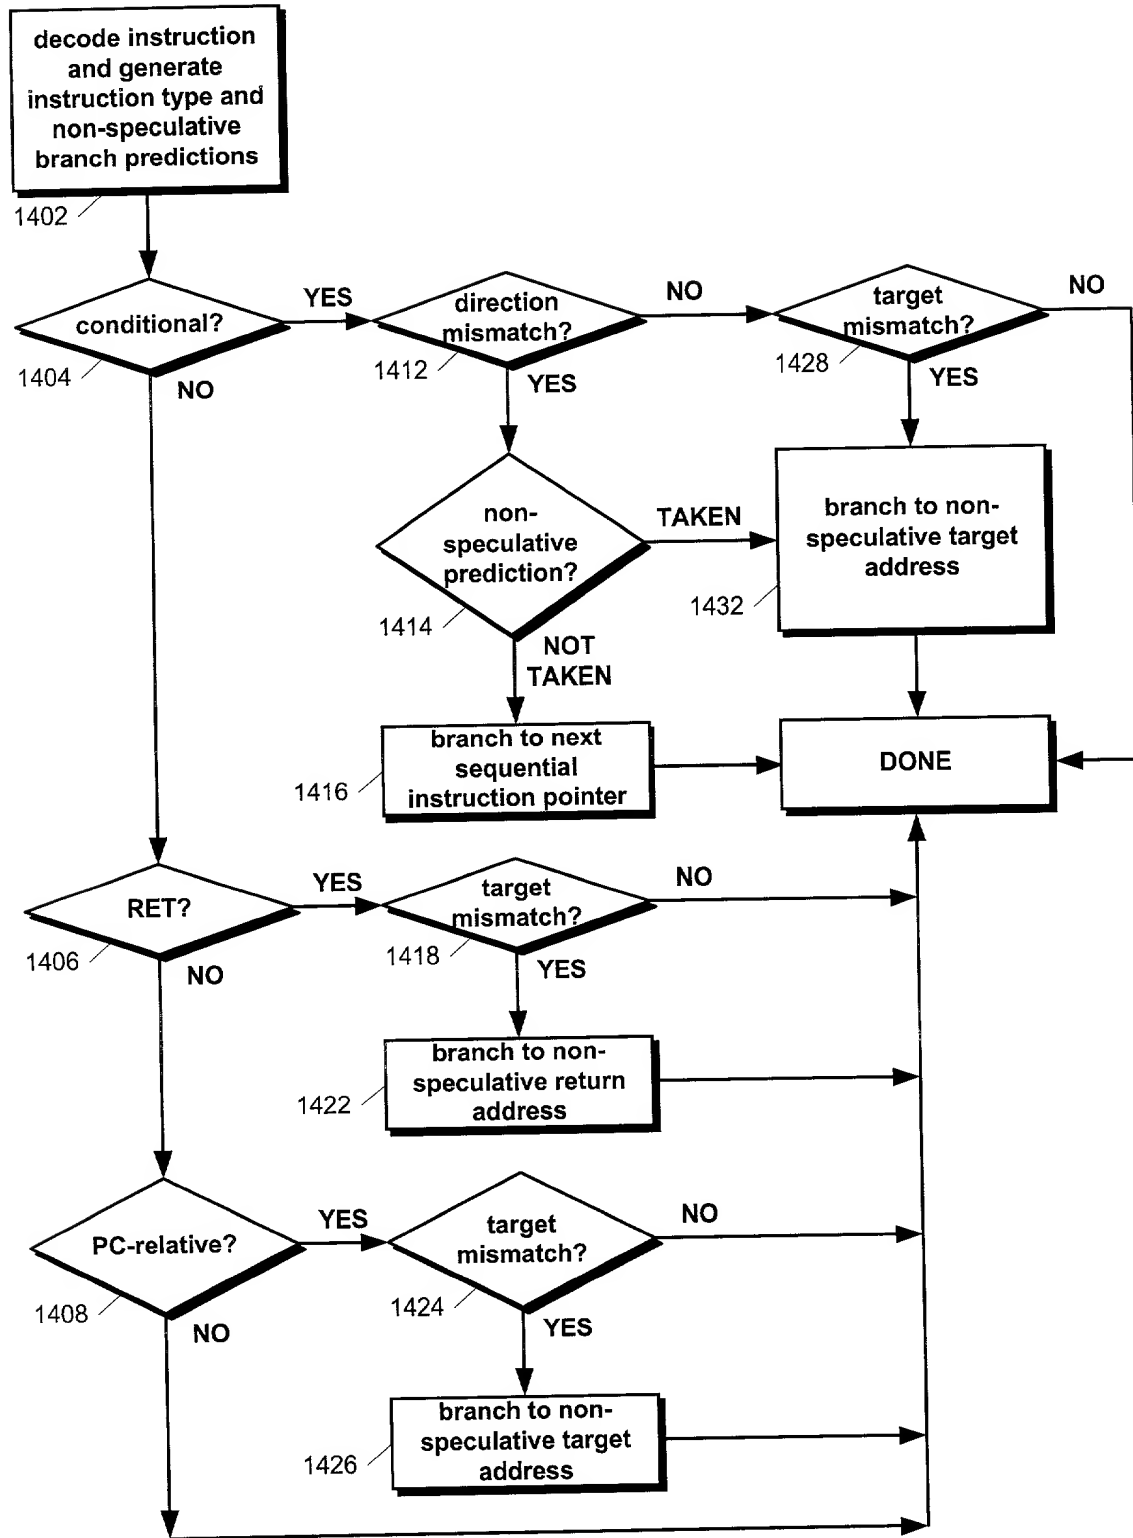 decode instruction
and generate
instruction type and
non-speculative
branch predictions
1402
conditional?
1404
YES
NO
direction
mismatch?
1412
NO
YES
target
mismatch?
1428
NO
YES
non-
speculative
prediction?
1414
TAKEN
NOT
TAKEN
branch to non-
speculative target
address
1432
branch to next
sequential
instruction pointer
1416
DONE
RET?
1406
YES
NO
target
mismatch?
1418
NO
YES
branch to non-
speculative return
address
1422
PC-relative?
1408
YES
NO
target
mismatch?
1424
NO
YES
branch to non-
speculative target
address
1426